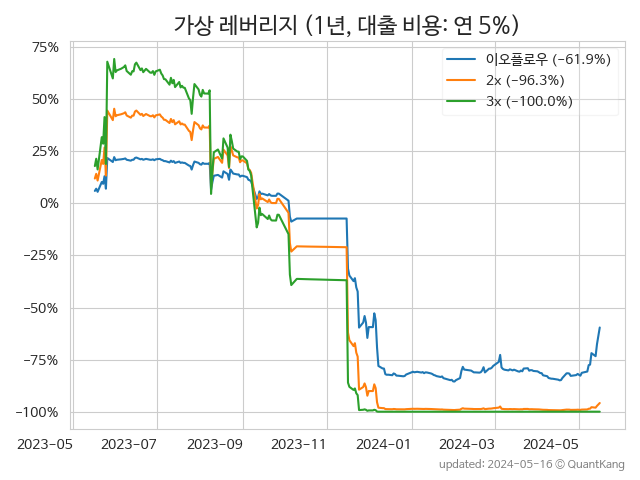 가상 레버리지 (1년, 대출 비용: 연 5%)
이오플로우 (−61.9%)
2x (−96.3%)
3x (−100.0%)
75%
50%
25%
0%
−25%
−50%
−75%
−100%
2023-05 2023-07 2023-09 2023-11 2024-01 2024-03 2024-05
updated: 2024-05-16 © QuantKang